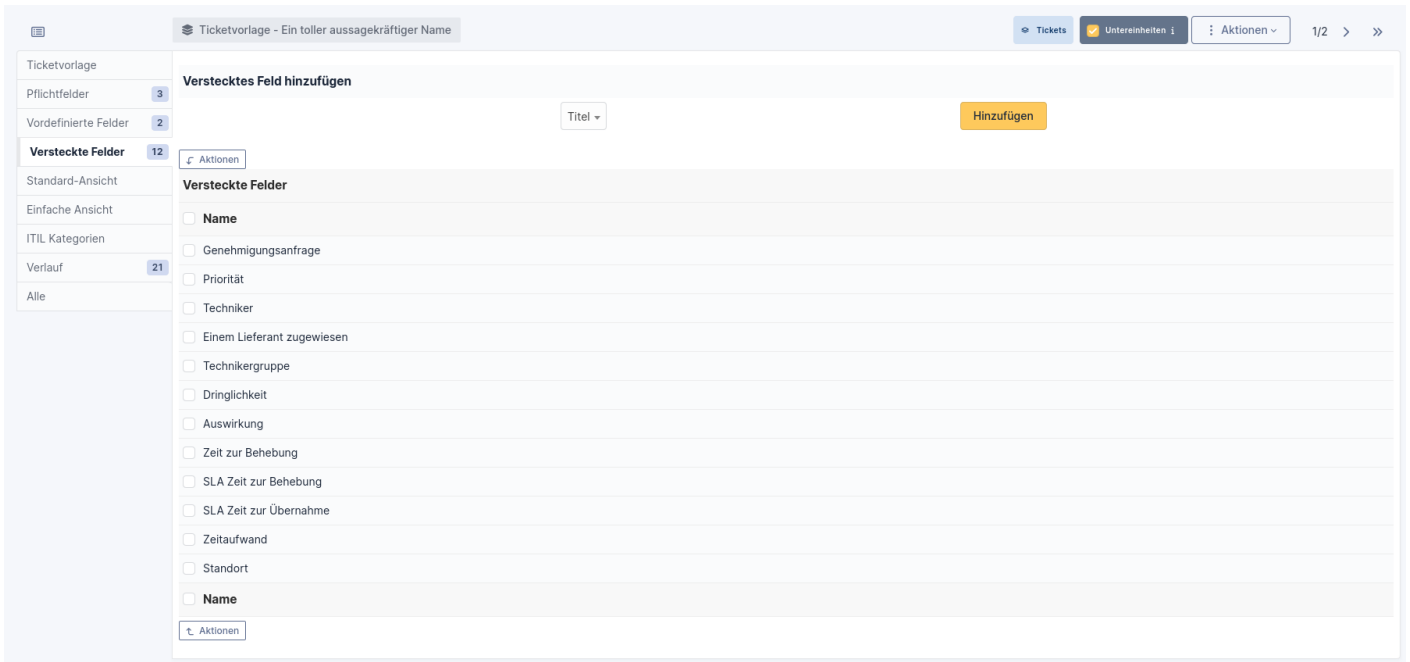 Ticketvorlage - Ein toller aussagekräftiger Name
Tickets
Untereinheiten i
Aktionen
1/2
Ticketvorlage
Pflichtfelder 3
Vordefinierte Felder 2
Versteckte Felder 12
Standard-Ansicht
Einfache Ansicht
ITIL Kategorien
Verlauf 21
Alle
Verstecktes Feld hinzufügen
Titel
Hinzufügen
Aktionen
Versteckte Felder
Name
Genehmigungsanfrage
Priorität
Techniker
Einem Lieferant zugewiesen
Technikergruppe
Dringlichkeit
Auswirkung
Zeit zur Behebung
SLA Zeit zur Behebung
SLA Zeit zur Übernahme
Zeitaufwand
Standort
Name
Aktionen